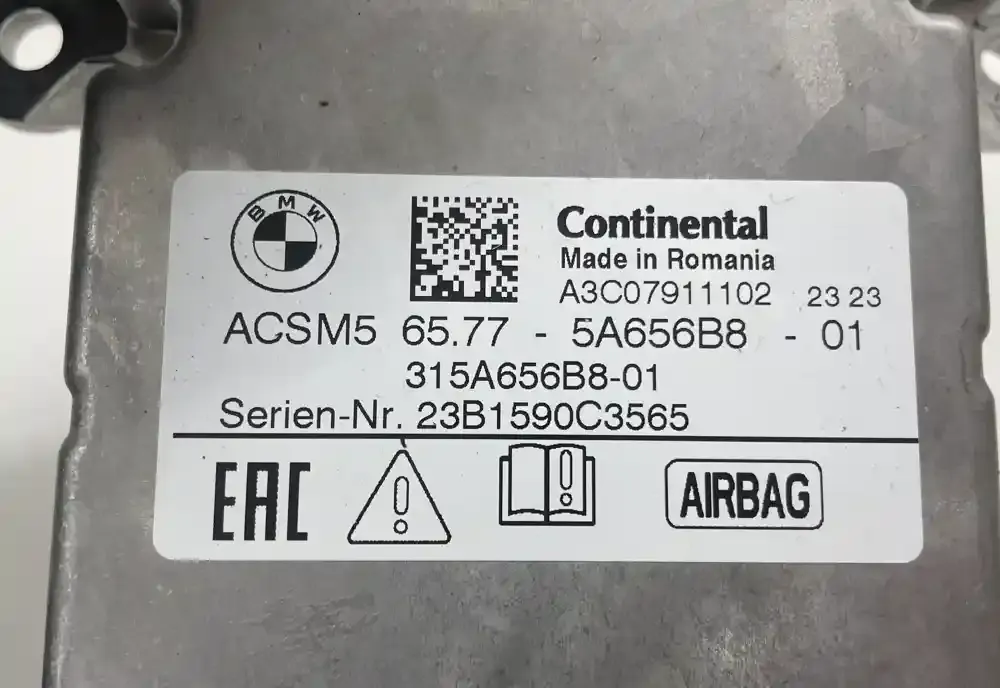 BMW
Continental
Made in Romania
A3C07911102 23 23
ACSM5 65.77 - 5A656B8 - 01
315A656B8-01
Serien-Nr. 23B1590C3565
EAC
AIRBAG